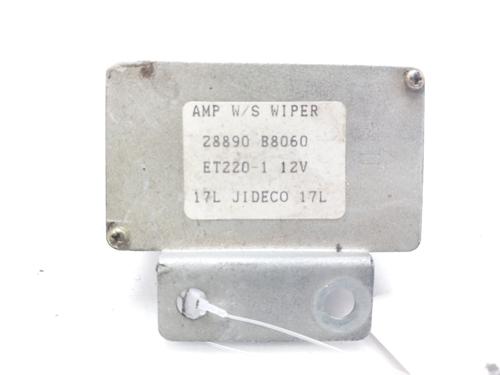 AMP W/S WIPER
28890 B8060
ET220-1 12V
17L JIDECO 17L